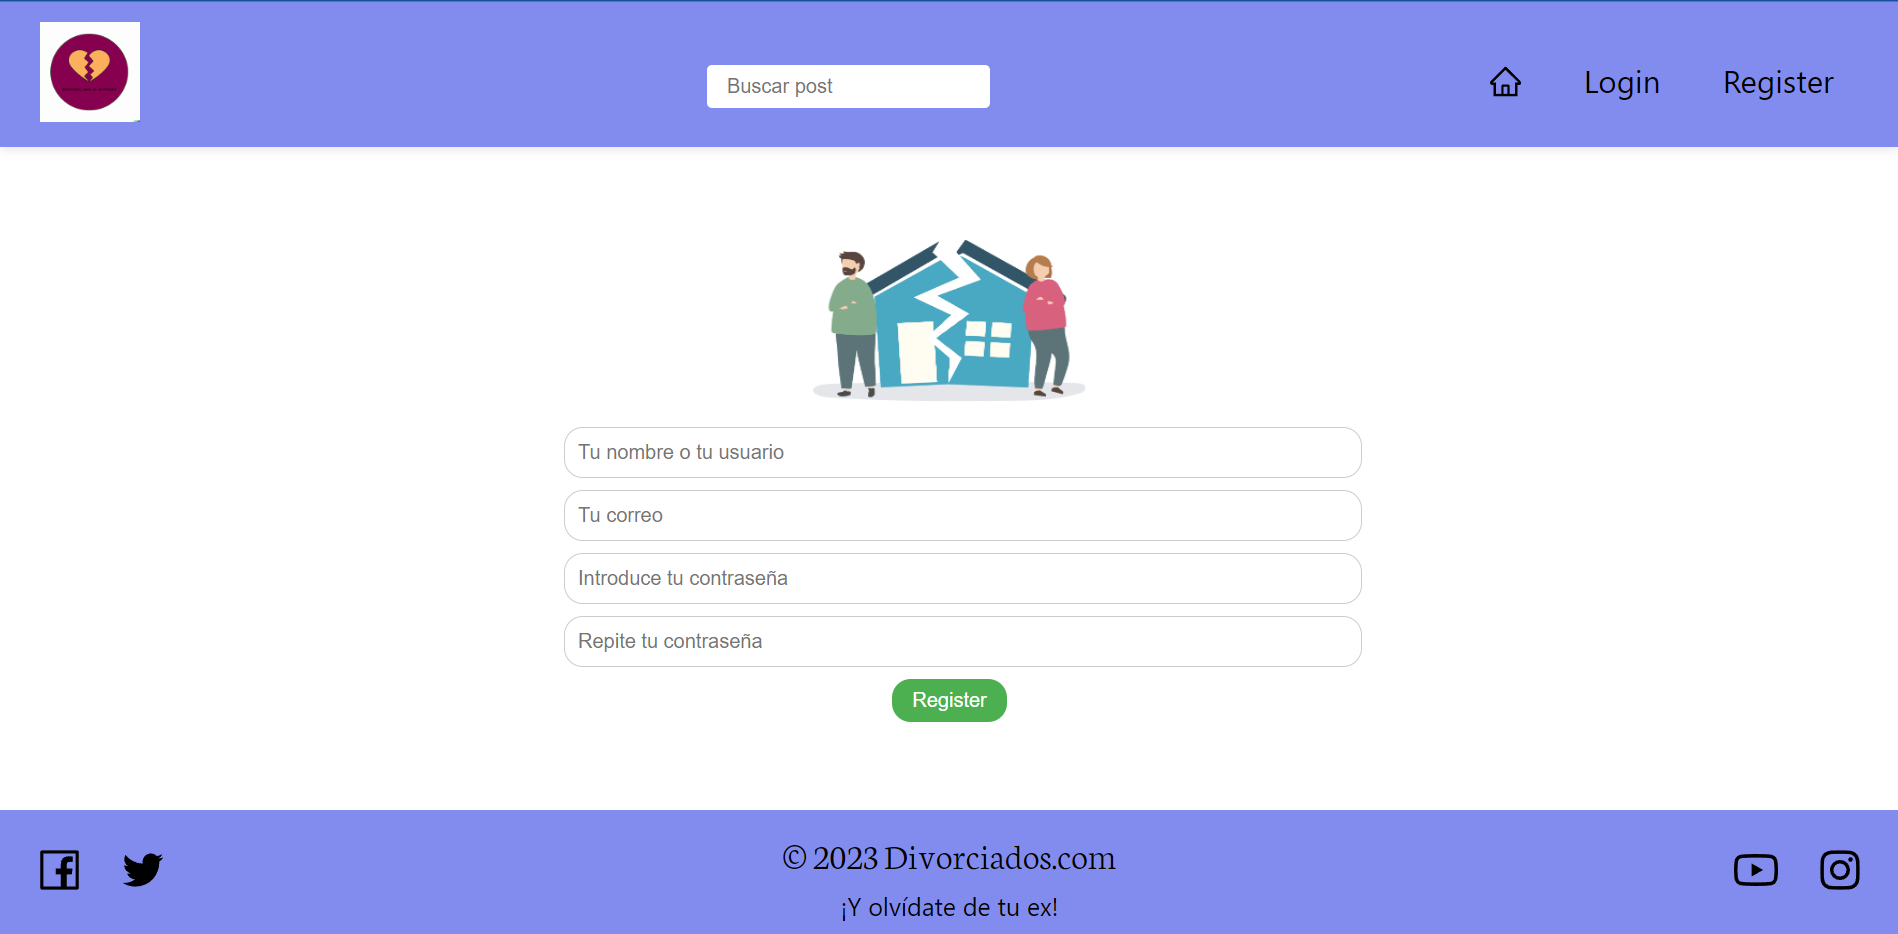 Buscar post
Login
Register
Tu nombre o tu usuario
Tu correo
Introduce tu contraseña
Repite tu contraseña
Register
© 2023 Divorciados.com
¡Y olvídate de tu ex!